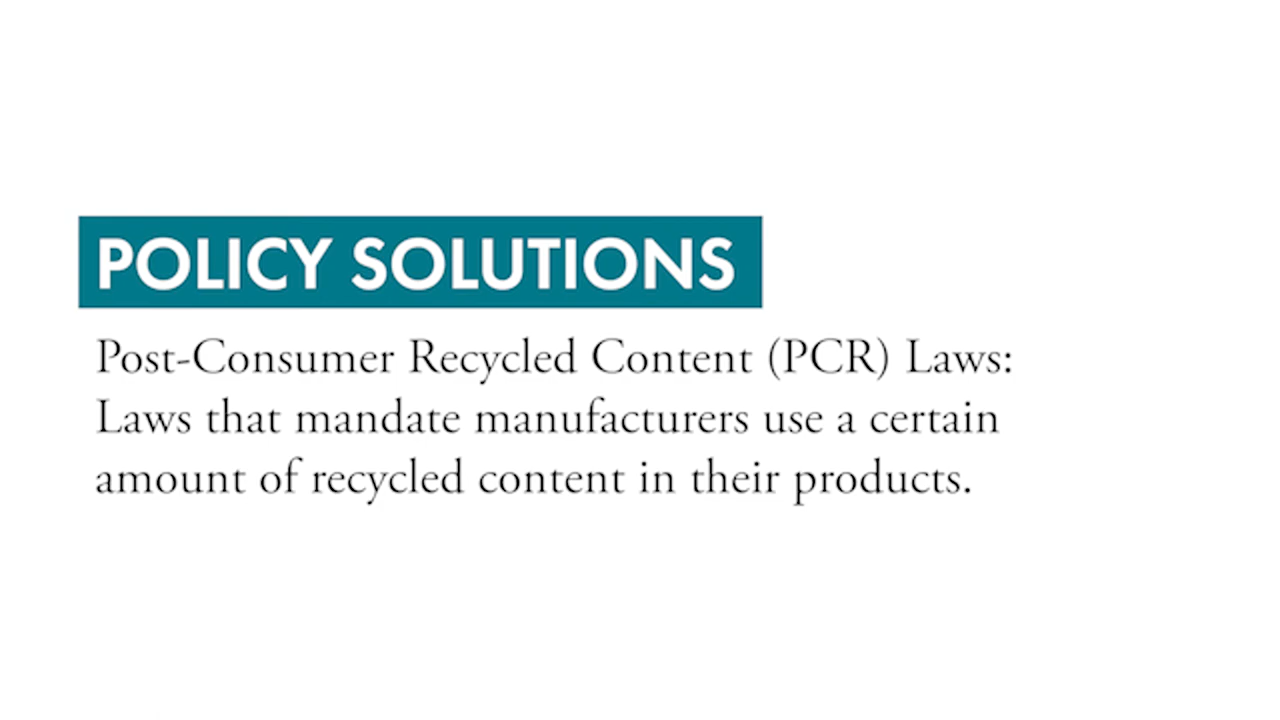 POLICY SOLUTIONS
Post-Consumer Recycled Content (PCR) Laws:
Laws that mandate manufacturers use a certain
amount of recycled content in their products.